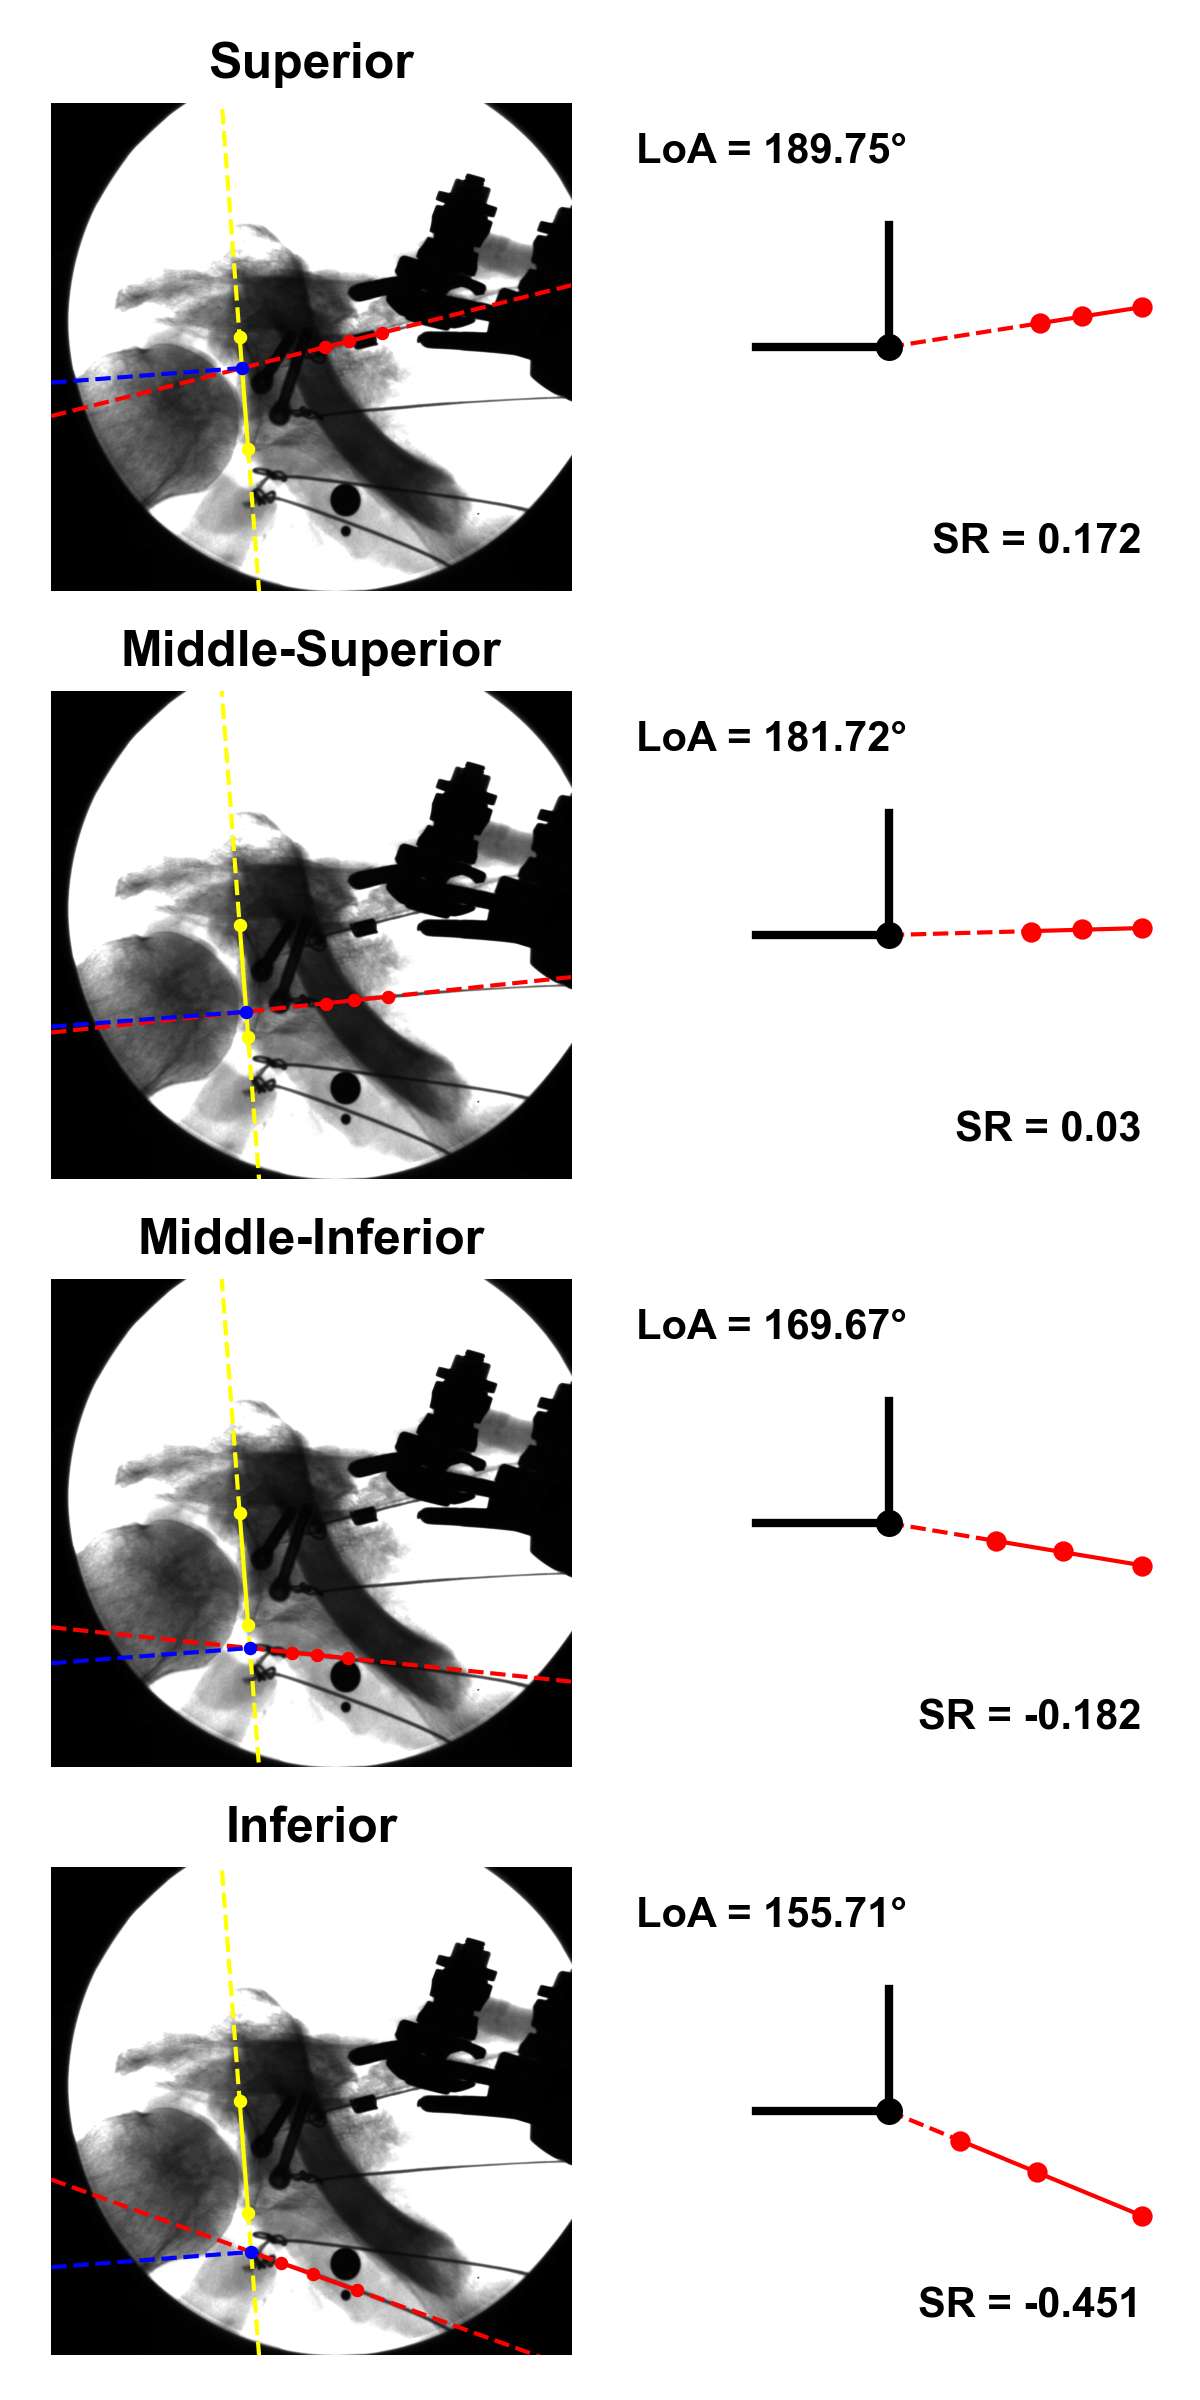 Superior
LoA = 189.75°
SR = 0.172
Middle-Superior
LoA = 181.72°
SR = 0.03
Middle-Inferior
LoA = 169.67°
SR = -0.182
Inferior
LoA = 155.71°
SR = -0.451